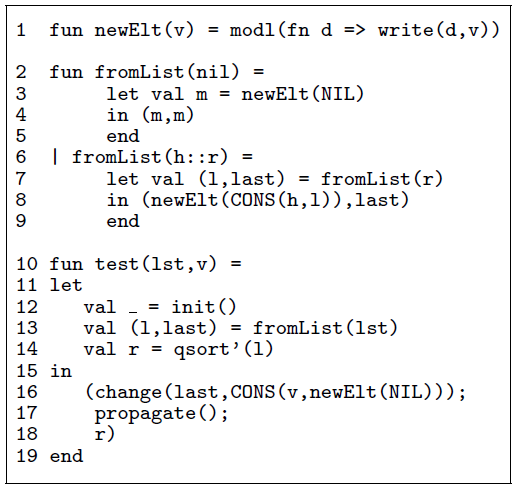 1 fun newElt(v) = modl(fn d => write(d,v))
2 fun fromList(nil) =
3 let val m = newElt(NIL)
4 in (m,m)
5 end
6 | fromList(h::r) =
7 let val (l,last) = fromList(r)
8 in (newElt(CONS(h,l)),last)
9 end
10 fun test(lst,v) =
11 let
12 val _ = init()
13 val (l,last) = fromList(lst)
14 val r = qsort’(l)
15 in
16 (change(last,CONS(v,newElt(NIL)));
17 propagate();
18 r)
19 end